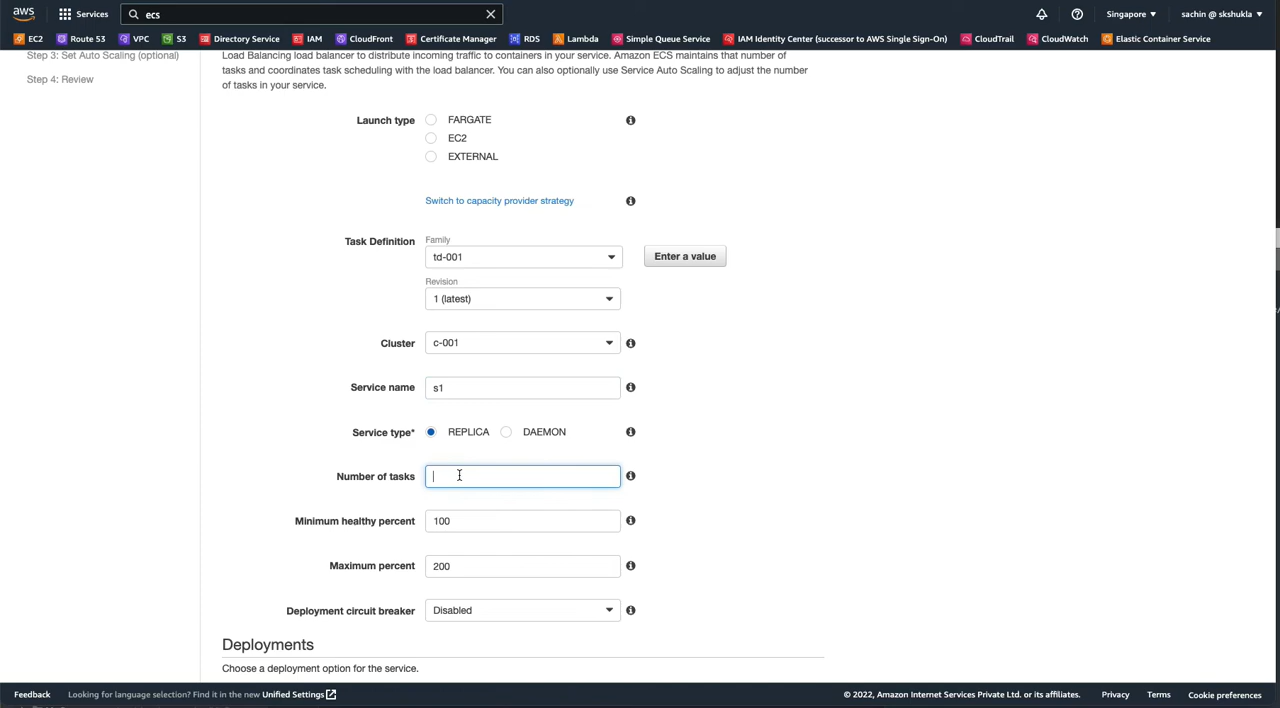 aws Services ecs Singapore sachin @ skshukla
EC2 Route 53 VPC S3 Directory Service IAM CloudFront Certificate Manager RDS Lambda Simple Queue Service IAM Identity Center (successor to AWS Single Sign-On) CloudTrail CloudWatch Elastic Container Service
Step 3: Set Auto Scaling (optional)
Step 4: Review
Load Balancing load balancer to distribute incoming traffic to containers in your service. Amazon ECS maintains that number of
tasks and coordinates task scheduling with the load balancer. You can also optionally use Service Auto Scaling to adjust the number
of tasks in your service.
Launch type FARGATE
EC2
EXTERNAL
Switch to capacity provider strategy
Task Definition Family
td-001 Enter a value
Revision
1 (latest)
Cluster c-001
Service name s1
Service type* REPLICA DAEMON
Number of tasks
Minimum healthy percent 100
Maximum percent 200
Deployment circuit breaker Disabled
Deployments
Choose a deployment option for the service.
Feedback Looking for language selection? Find it in the new Unified Settings © 2022, Amazon Internet Services Private Ltd. or its affiliates. Privacy Terms Cookie preferences